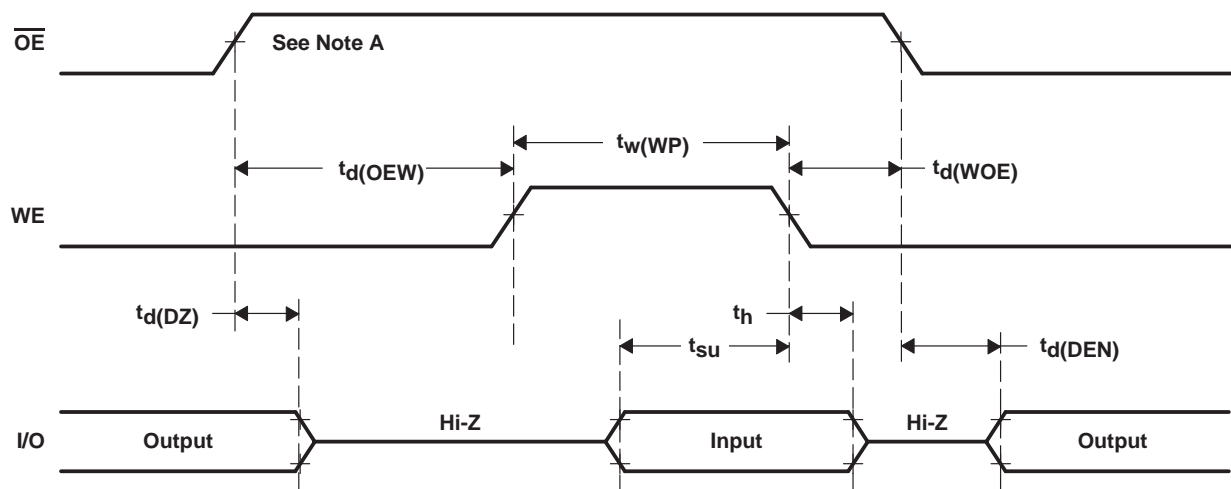 OE
See Note A
tw(WP)
td(OEW)
td(WOE)
WE
td(DZ)
th
tsu
td(DEN)
Hi-Z
Hi-Z
I/O
Output
Input
Output